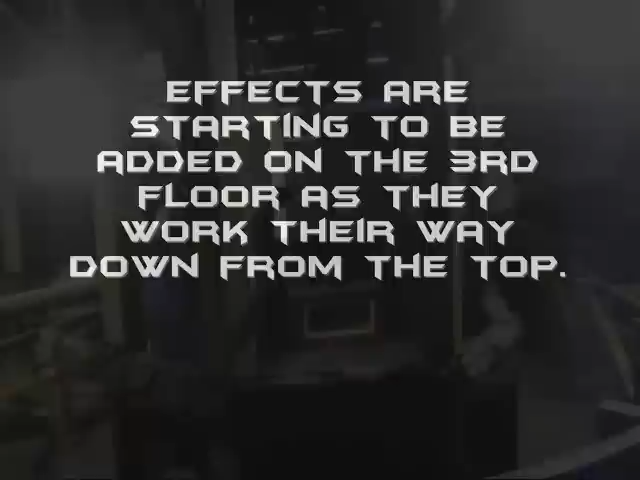 EFFECTS ARE
STARTING TO BE
ADDED ON THE 3RD
FLOOR AS THEY
WORK THEIR WAY
DOWN FROM THE TOP.